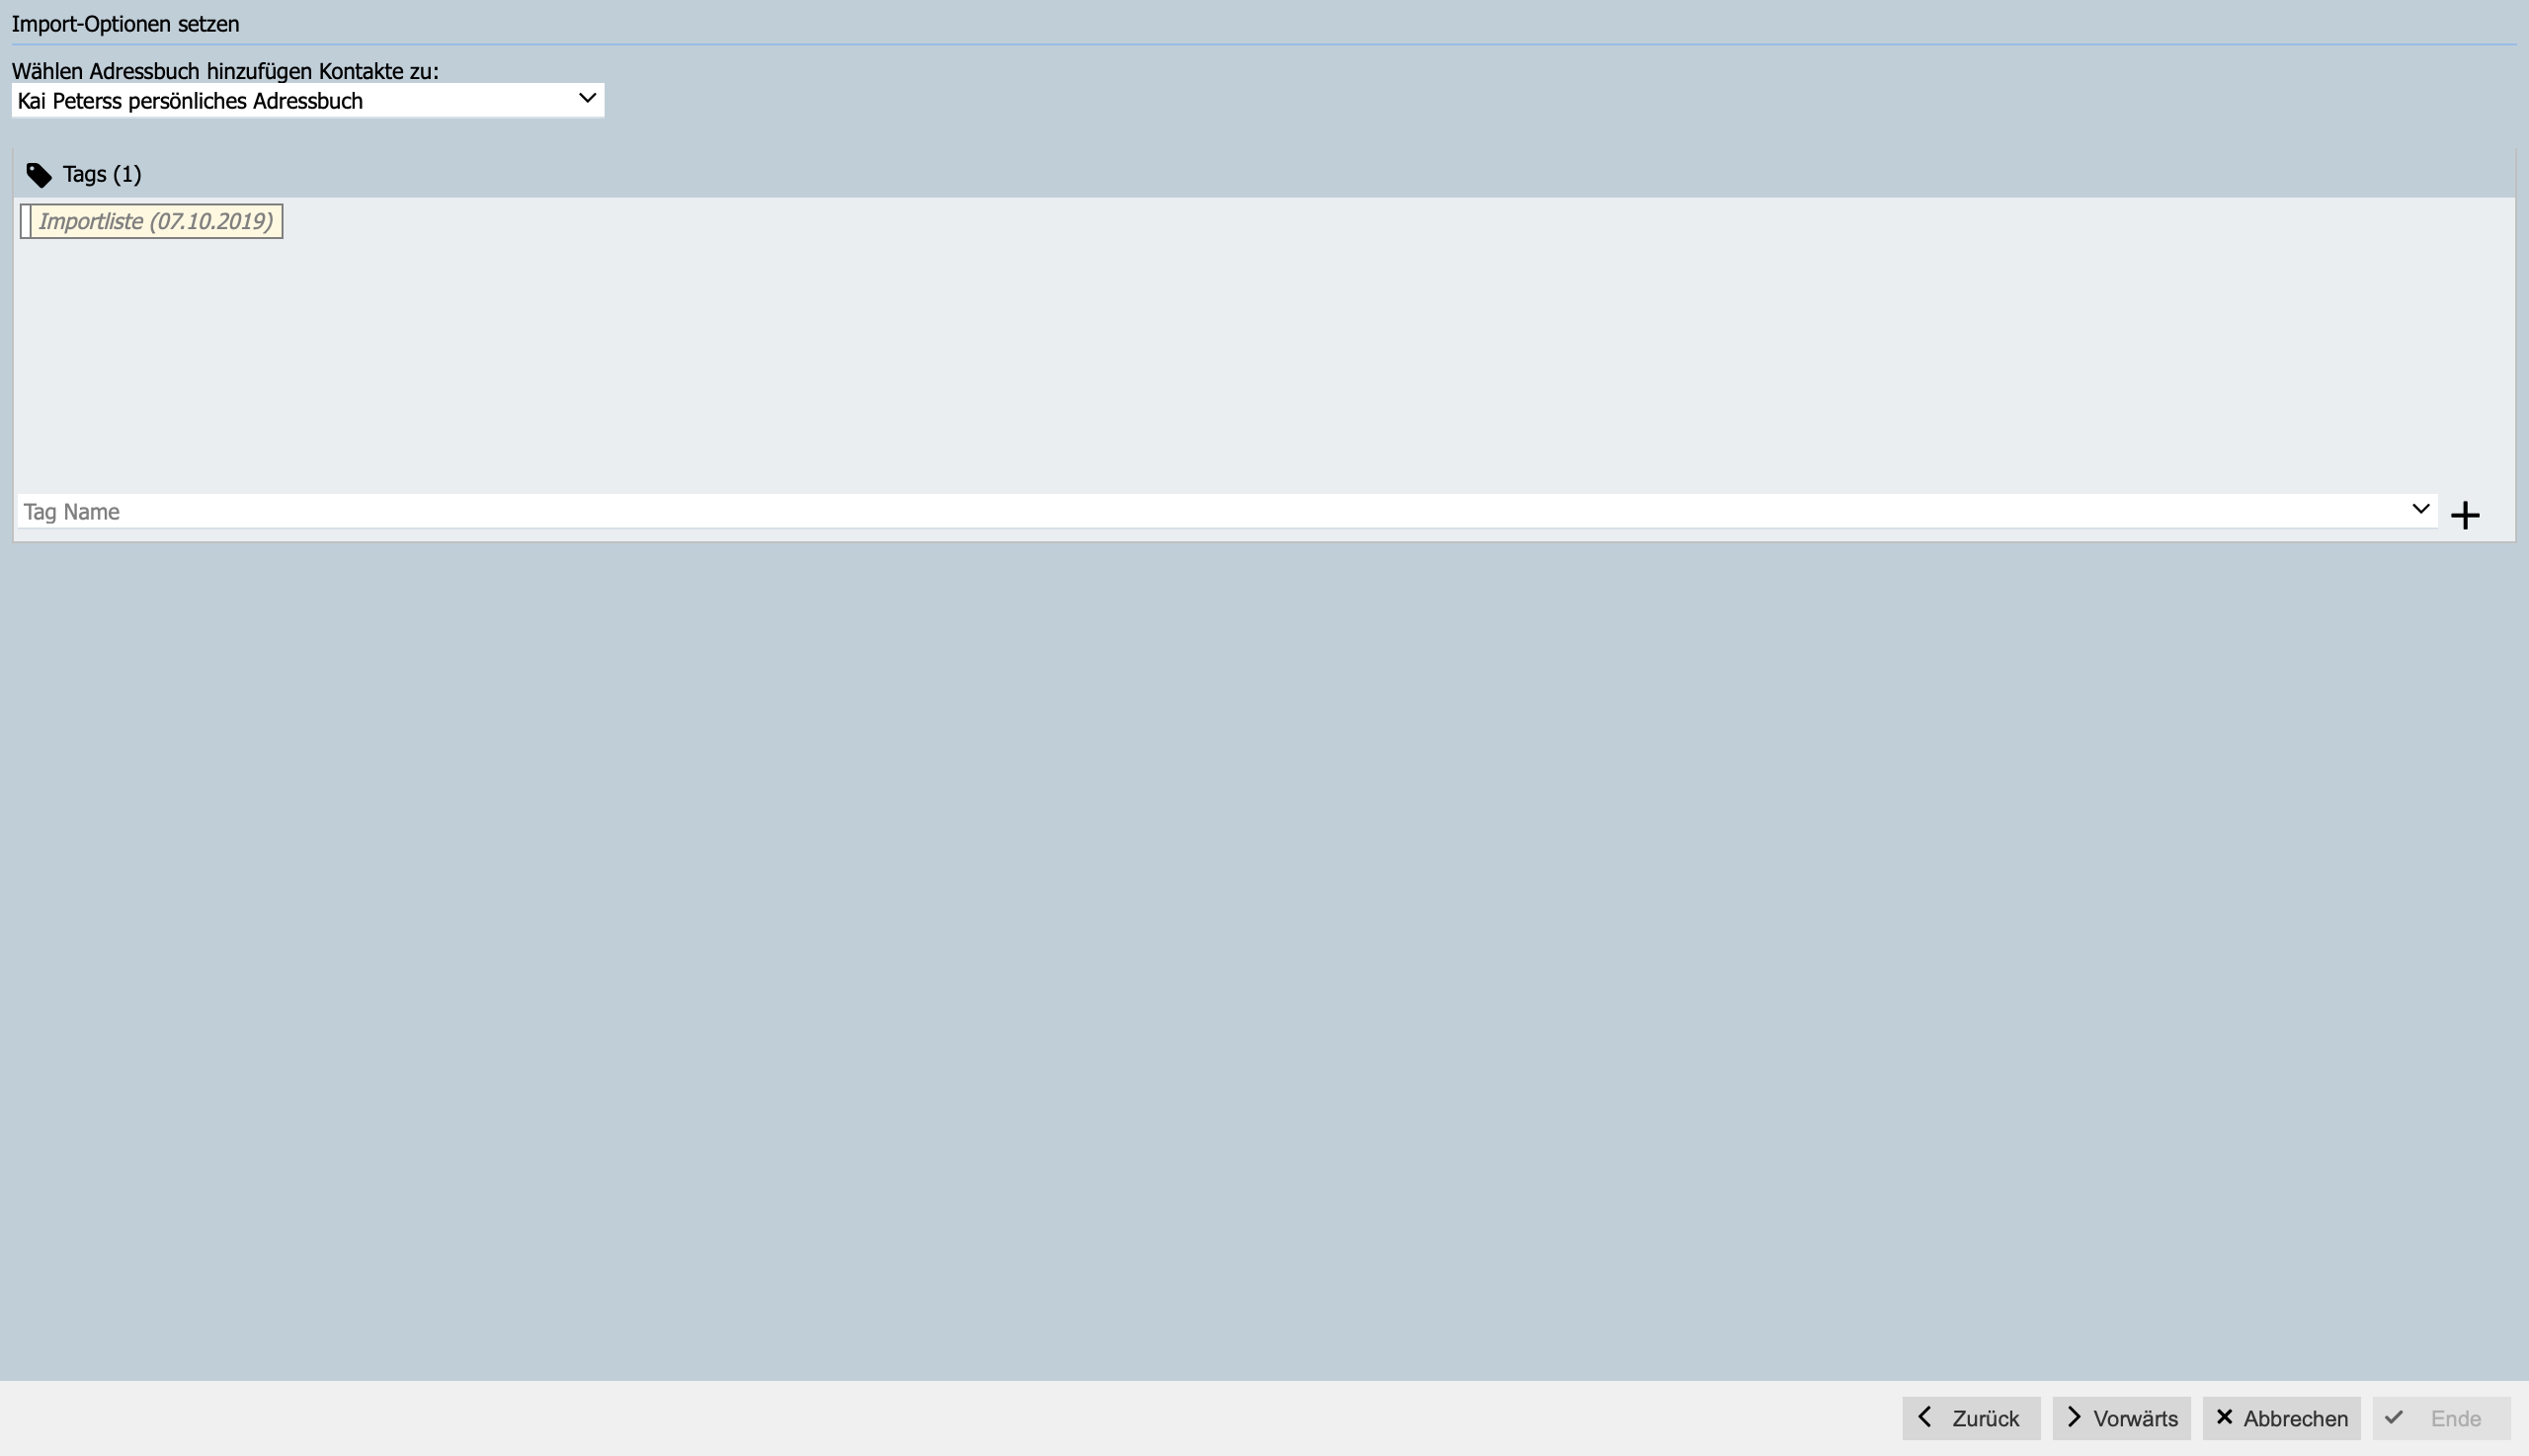 Import-Optionen setzen
Wählen Adressbuch hinzufügen Kontakte zu:
Kai Peterss persönliches Adressbuch
Tags (1)
Importliste (07.10.2019)
Tag Name
Zurück
Vorwärts
Abbrechen
Ende